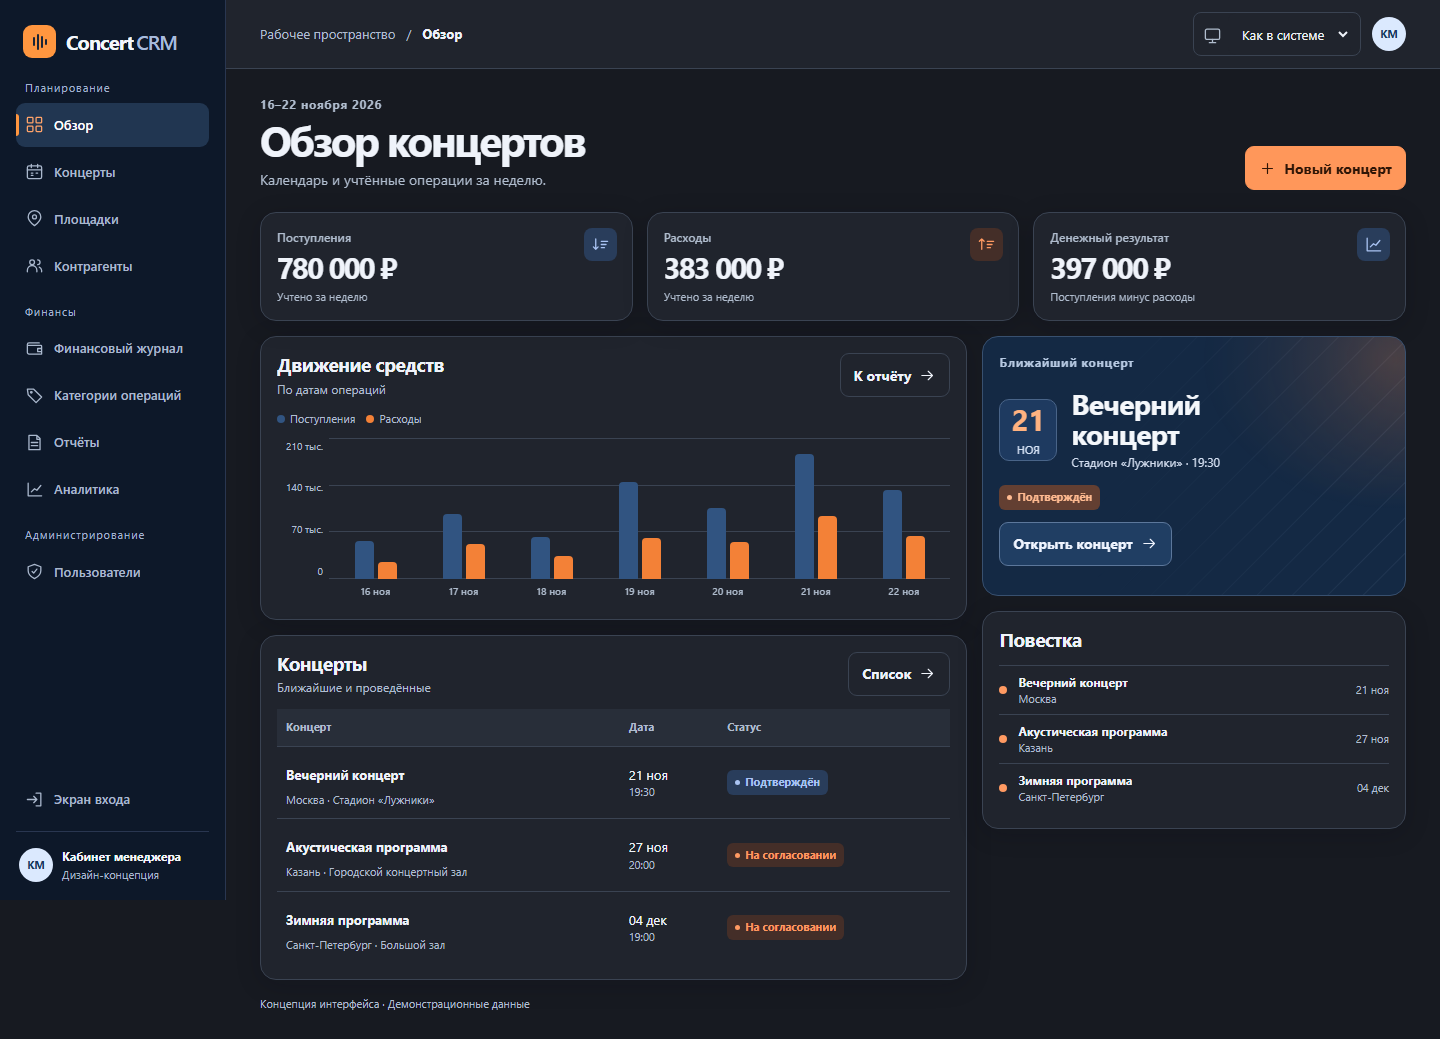 Concert CRM
Планирование
Обзор
Концерты
Площадки
Контрагенты
Финансы
Финансовый журнал
Категории операций
Отчёты
Аналитика
Администрирование
Пользователи
Экран входа
КМ
Кабинет менеджера
Дизайн-концепция
Рабочее пространство / Обзор
Как в системе
КМ
16–22 ноября 2026
Обзор концертов
Календарь и учтённые операции за неделю.
+ Новый концерт
Поступления
780 000 ₽
Учтено за неделю
Расходы
383 000 ₽
Учтено за неделю
Денежный результат
397 000 ₽
Поступления минус расходы
Движение средств
По датам операций
К отчёту →
Поступления Расходы
210 тыс.
140 тыс.
70 тыс.
0
16 ноя 17 ноя 18 ноя 19 ноя 20 ноя 21 ноя 22 ноя
Ближайший концерт
21
НОЯ
Вечерний
концерт
Стадион «Лужники» · 19:30
Подтверждён
Открыть концерт →
Концерты
Ближайшие и проведённые
Список →
Концерт Дата Статус
Вечерний концерт
Москва · Стадион «Лужники»
21 ноя
19:30
Подтверждён
Акустическая программа
Казань · Городской концертный зал
27 ноя
20:00
На согласовании
Зимняя программа
Санкт-Петербург · Большой зал
04 дек
19:00
На согласовании
Повестка
Вечерний концерт
Москва
21 ноя
Акустическая программа
Казань
27 ноя
Зимняя программа
Санкт-Петербург
04 дек
Концепция интерфейса · Демонстрационные данные